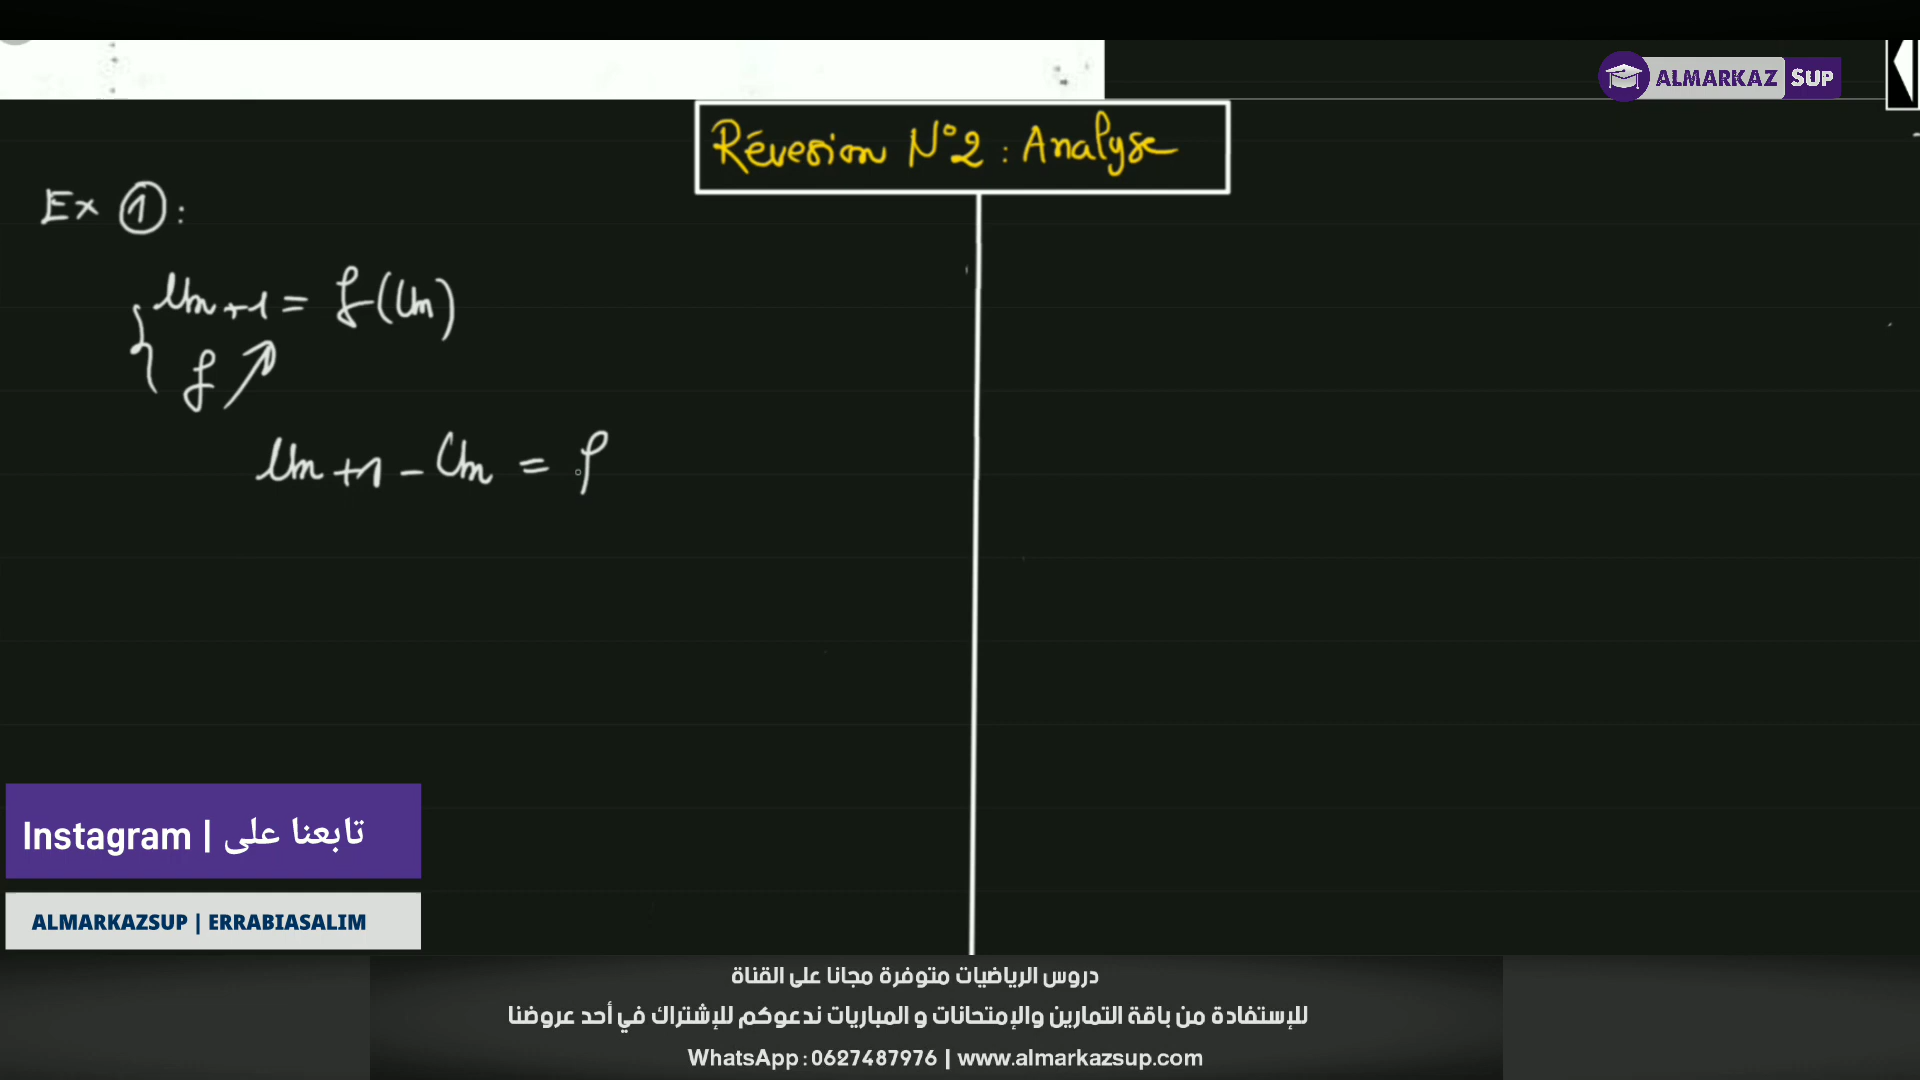 ALMARKAZ SUP
Révesion N°2 : Analyse
Ex ① :
Un+1 = f(Un)
f ↗
Un+1 - Un = f
Instagram | تابعنا على
ALMARKAZSUP | ERRABIASALIM
دروس الرياضيات متوفرة مجانا على القناة
للإستفادة من باقة التمارين والإمتحانات و المباريات ندعوكم للإشتراك في أحد عروضنا
WhatsApp : 0627487976 | www.almarkazsup.com